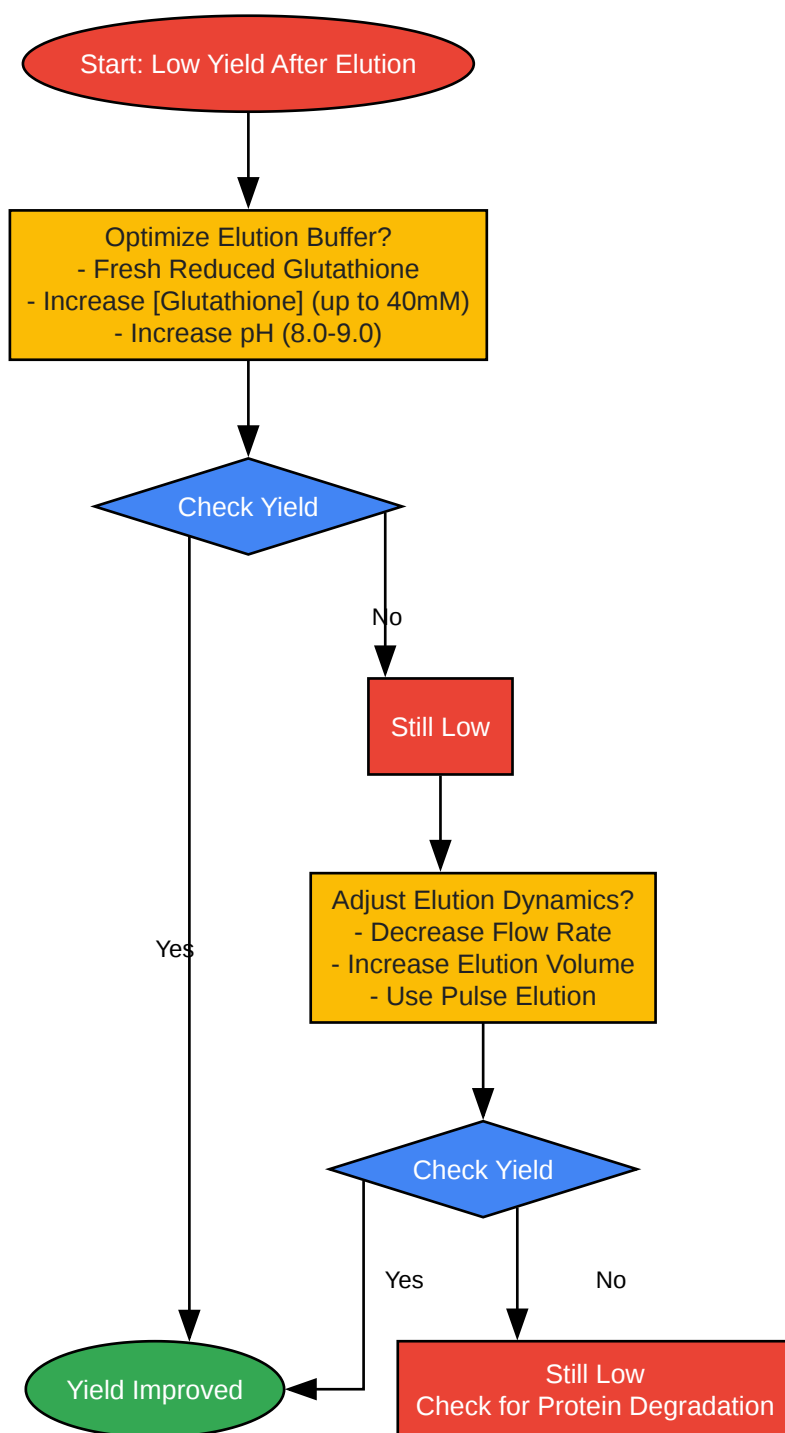 Start: Low Yield After Elution
Optimize Elution Buffer?
- Fresh Reduced Glutathione
- Increase [Glutathione] (up to 40mM)
- Increase pH (8.0-9.0)
Check Yield
No
Still Low
Adjust Elution Dynamics?
- Decrease Flow Rate
- Increase Elution Volume
- Use Pulse Elution
Yes
Check Yield
Yes
No
Yield Improved
Still Low
Check for Protein Degradation